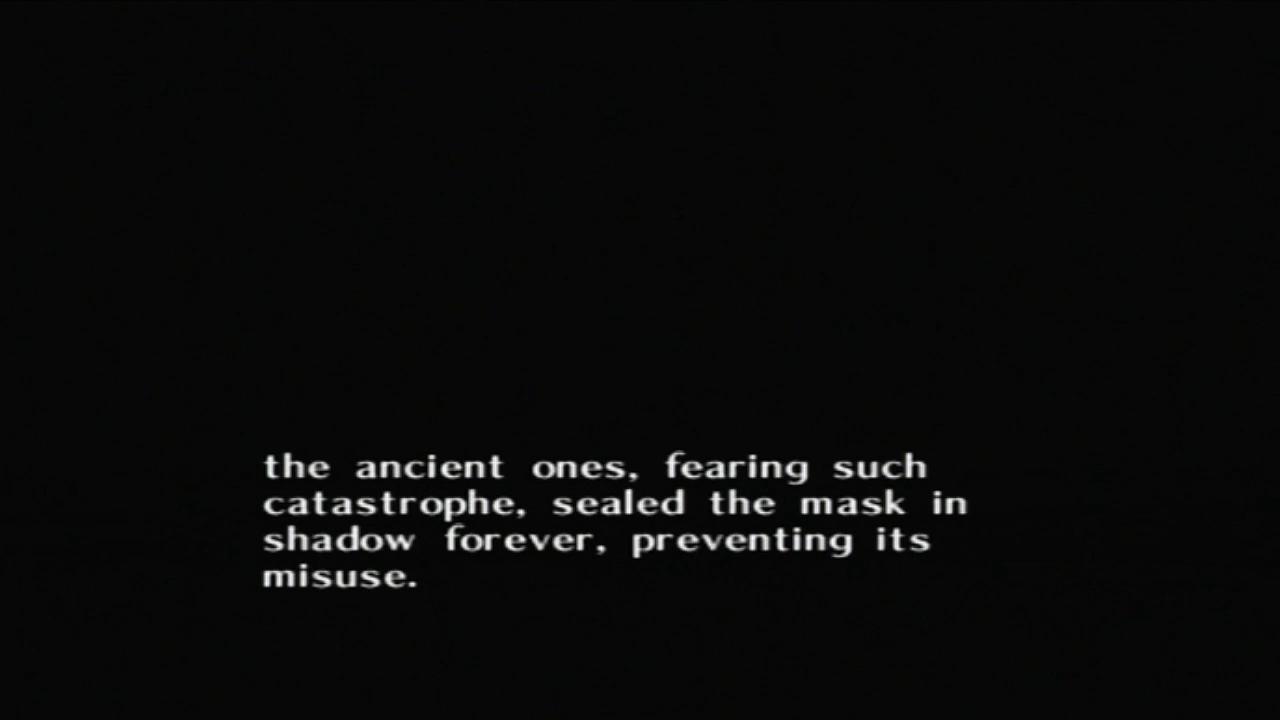 the ancient ones, fearing such
catastrophe, sealed the mask in
shadow forever, preventing its
misuse.